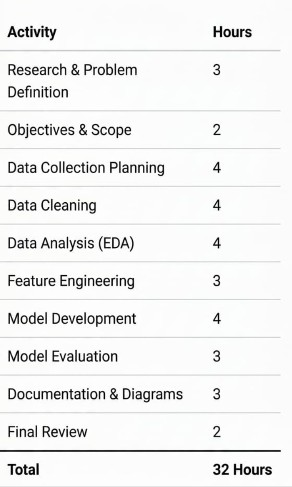 Activity Hours
Research & Problem 3
Definition
Objectives & Scope 2
Data Collection Planning 4
Data Cleaning 4
Data Analysis (EDA) 4
Feature Engineering 3
Model Development 4
Model Evaluation 3
Documentation & Diagrams 3
Final Review 2
Total 32 Hours